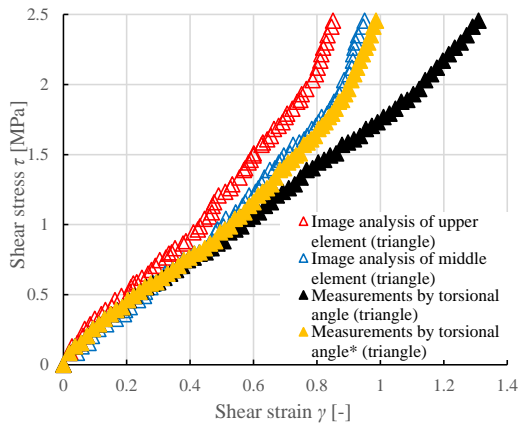 2.5
2
1.5
1
0.5
0
Shear stress τ [MPa]
Image analysis of upper
element (triangle)
Image analysis of middle
element (triangle)
Measurements by torsional
angle (triangle)
Measurements by torsional
angle* (triangle)
0 0.2 0.4 0.6 0.8 1 1.2 1.4
Shear strain γ [-]